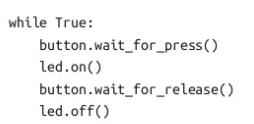 while True:
    button.wait_for_press()
    led.on()
    button.wait_for_release()
    led.off()